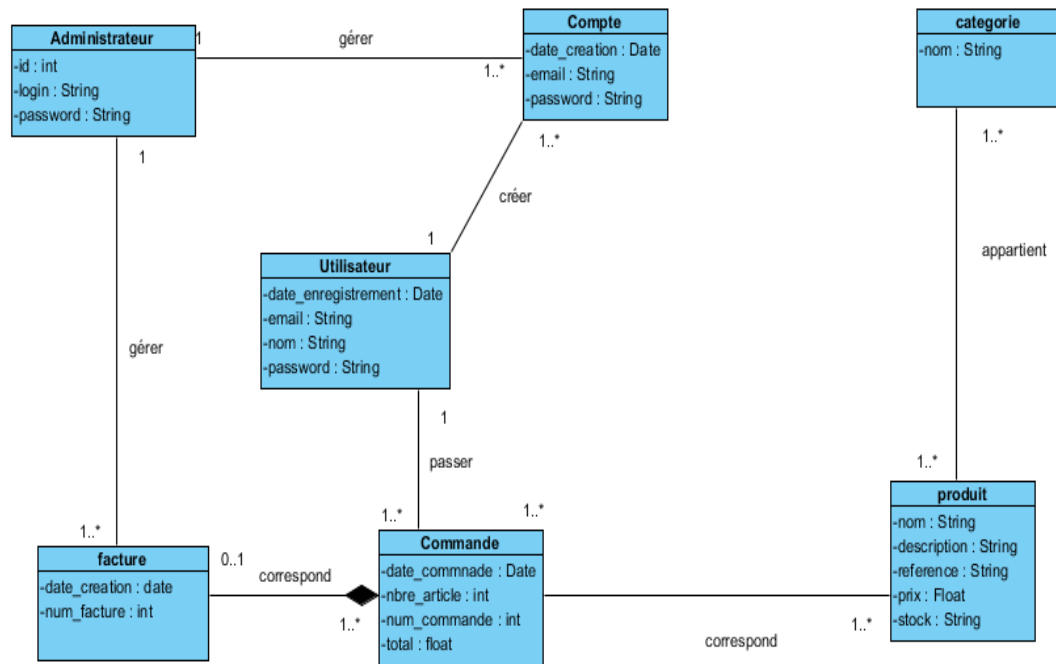 Administrateur
-id : int
-login : String
-password : String
1
gérer
1..*
Compte
-date_creation : Date
-email : String
-password : String
categorie
-nom : String
1
1..*
1..*
créer
1
appartient
Utilisateur
-date_enregistrement : Date
-email : String
-nom : String
-password : String
gérer
1
passer
1..*
1..*
1..*
1..*
produit
-nom : String
-description : String
-reference : String
-prix : Float
-stock : String
facture
-date_creation : date
-num_facture : int
0..1
correspond
1..*
Commande
-date_commnade : Date
-nbre_article : int
-num_commande : int
-total : float
1..*
correspond